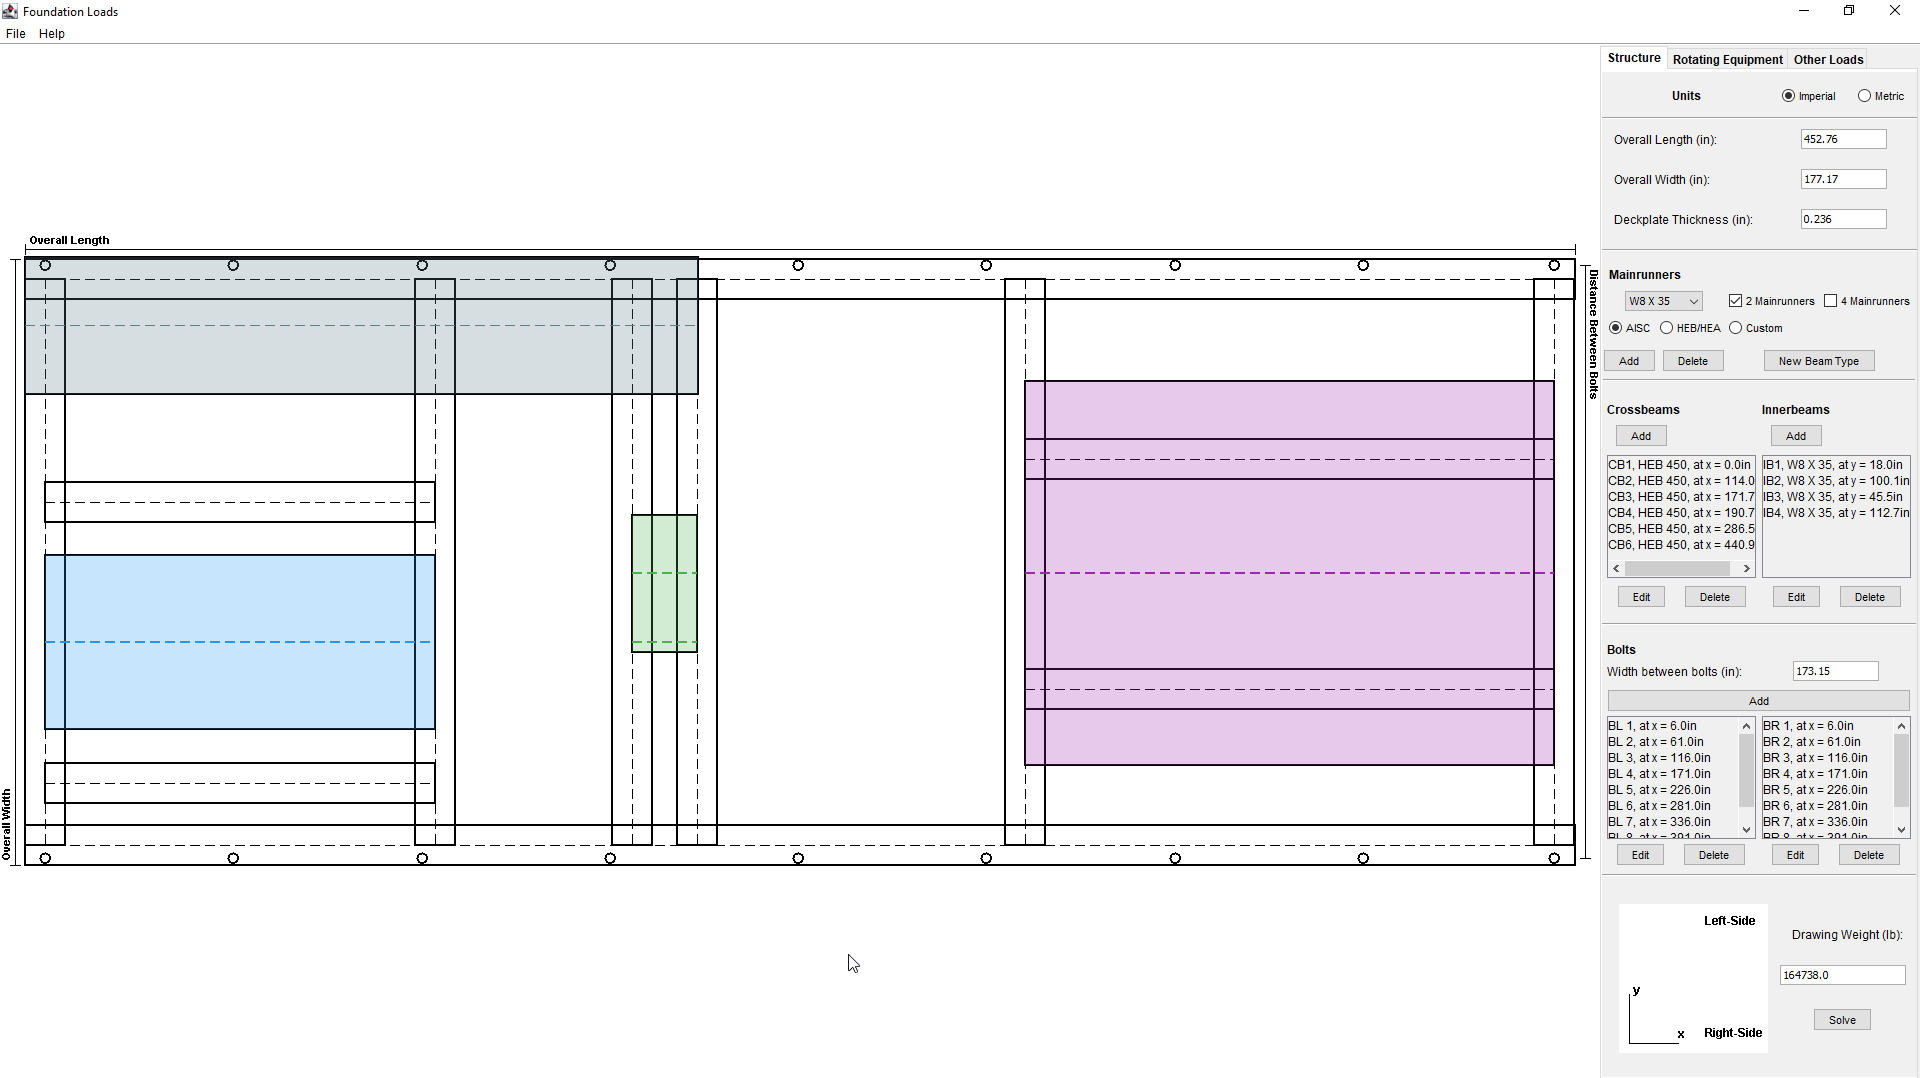 Foundation Loads
File Help
Overall Length
Distance Between Bolts
Overall Width
Structure Rotating Equipment Other Loads
Units Imperial Metric
Overall Length (in): 452.76
Overall Width (in): 177.17
Deckplate Thickness (in): 0.236
Mainrunners
W8 X 35 2 Mainrunners 4 Mainrunners
AISC HEB/HEA Custom
Add Delete New Beam Type
Crossbeams Innerbeams
Add Add
CB1, HEB 450, at x = 0.0in IB1, W8 X 35, at y = 18.0in
CB2, HEB 450, at x = 114.0 IB2, W8 X 35, at y = 100.1in
CB3, HEB 450, at x = 171.7 IB3, W8 X 35, at y = 45.5in
CB4, HEB 450, at x = 190.7 IB4, W8 X 35, at y = 112.7in
CB5, HEB 450, at x = 286.5
CB6, HEB 450, at x = 440.9
Edit Delete Edit Delete
Bolts
Width between bolts (in): 173.15
Add
BL 1, at x = 6.0in BR 1, at x = 6.0in
BL 2, at x = 61.0in BR 2, at x = 61.0in
BL 3, at x = 116.0in BR 3, at x = 116.0in
BL 4, at x = 171.0in BR 4, at x = 171.0in
BL 5, at x = 226.0in BR 5, at x = 226.0in
BL 6, at x = 281.0in BR 6, at x = 281.0in
BL 7, at x = 336.0in BR 7, at x = 336.0in
BL 8, at x = 391.0in BR 8, at x = 391.0in
Edit Delete Edit Delete
Left-Side
Drawing Weight (lb):
164738.0
y
x Right-Side
Solve